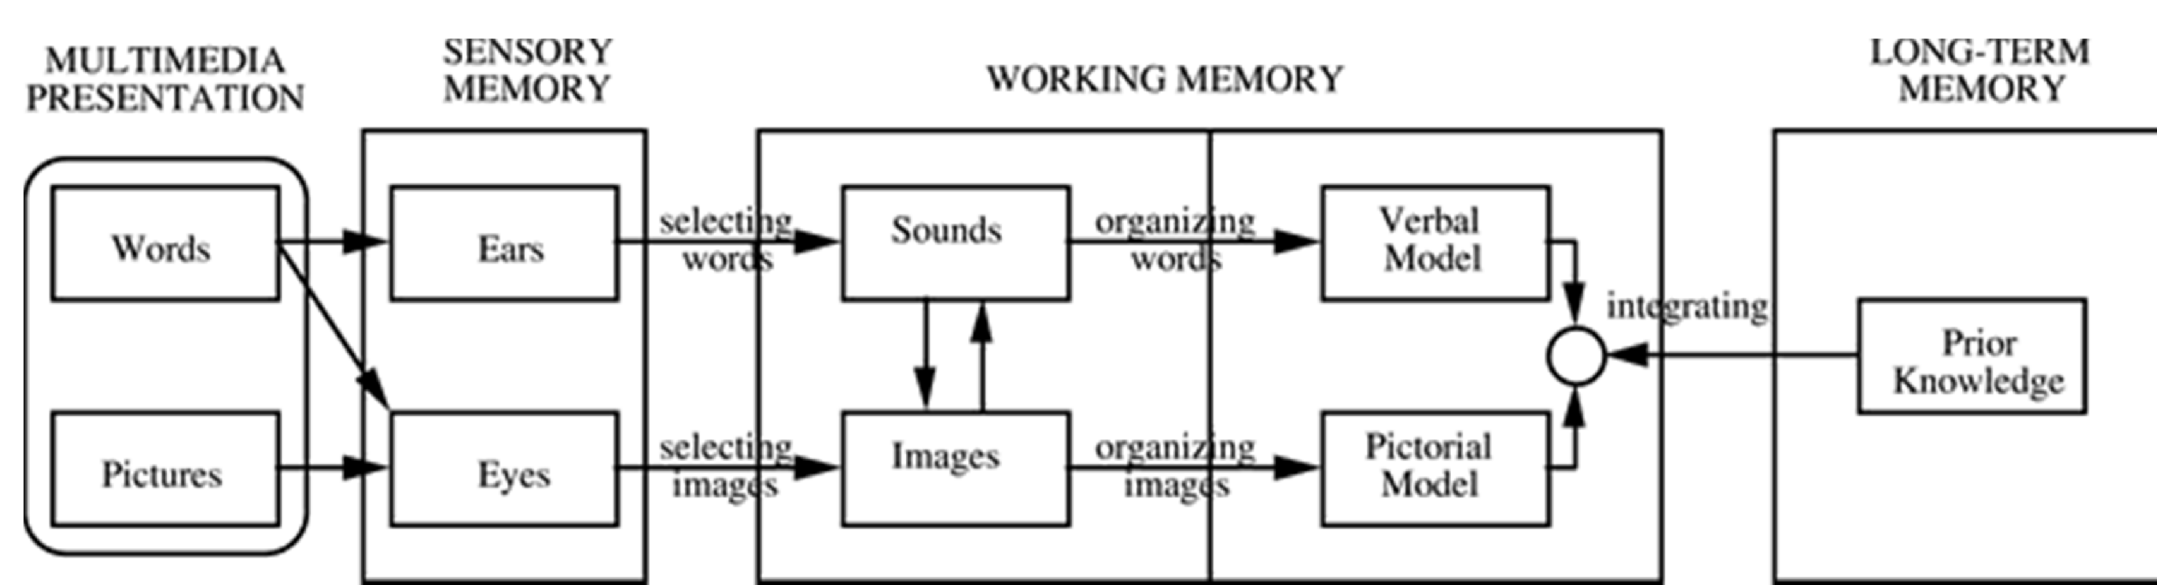 MULTIMEDIA
PRESENTATION
SENSORY
MEMORY
WORKING MEMORY
LONG-TERM
MEMORY
Words
Ears
selecting
words
Sounds
organizing
words
Verbal
Model
integrating
Prior
Knowledge
Pictures
Eyes
selecting
images
Images
organizing
images
Pictorial
Model